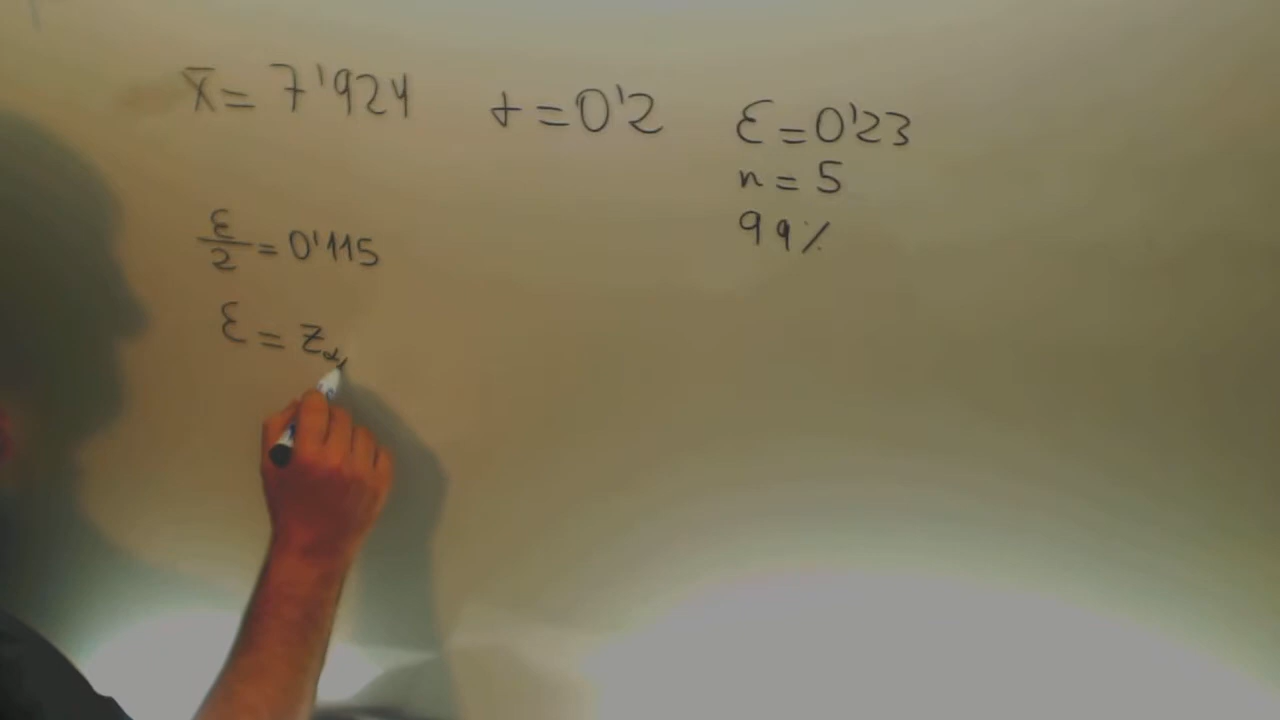 x̄ = 7'924 σ = 0'2 ε = 0'23
n = 5
99%
ε/2 = 0'115
ε = z α/